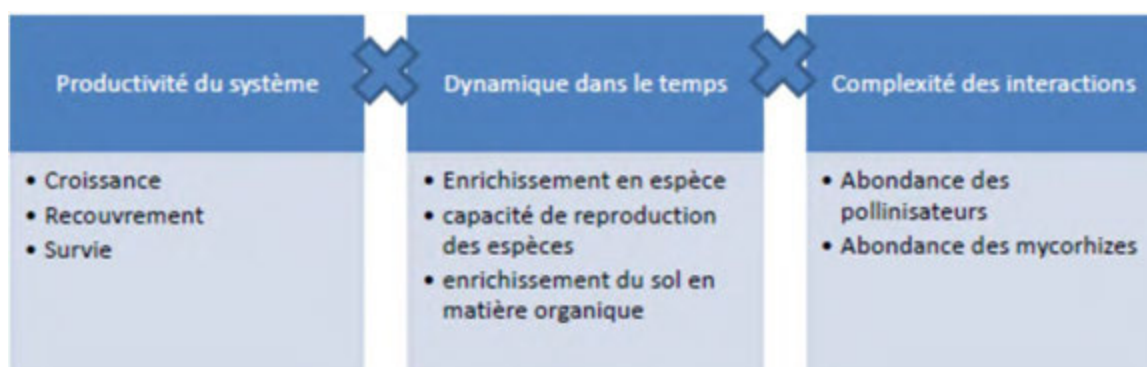 Productivité du système
• Croissance
• Recouvrement
• Survie
Dynamique dans le temps
• Enrichissement en espèce
• capacité de reproduction
des espèces
• enrichissement du sol en
matière organique
Complexité des interactions
• Abondance des
pollinisateurs
• Abondance des mycorhizes